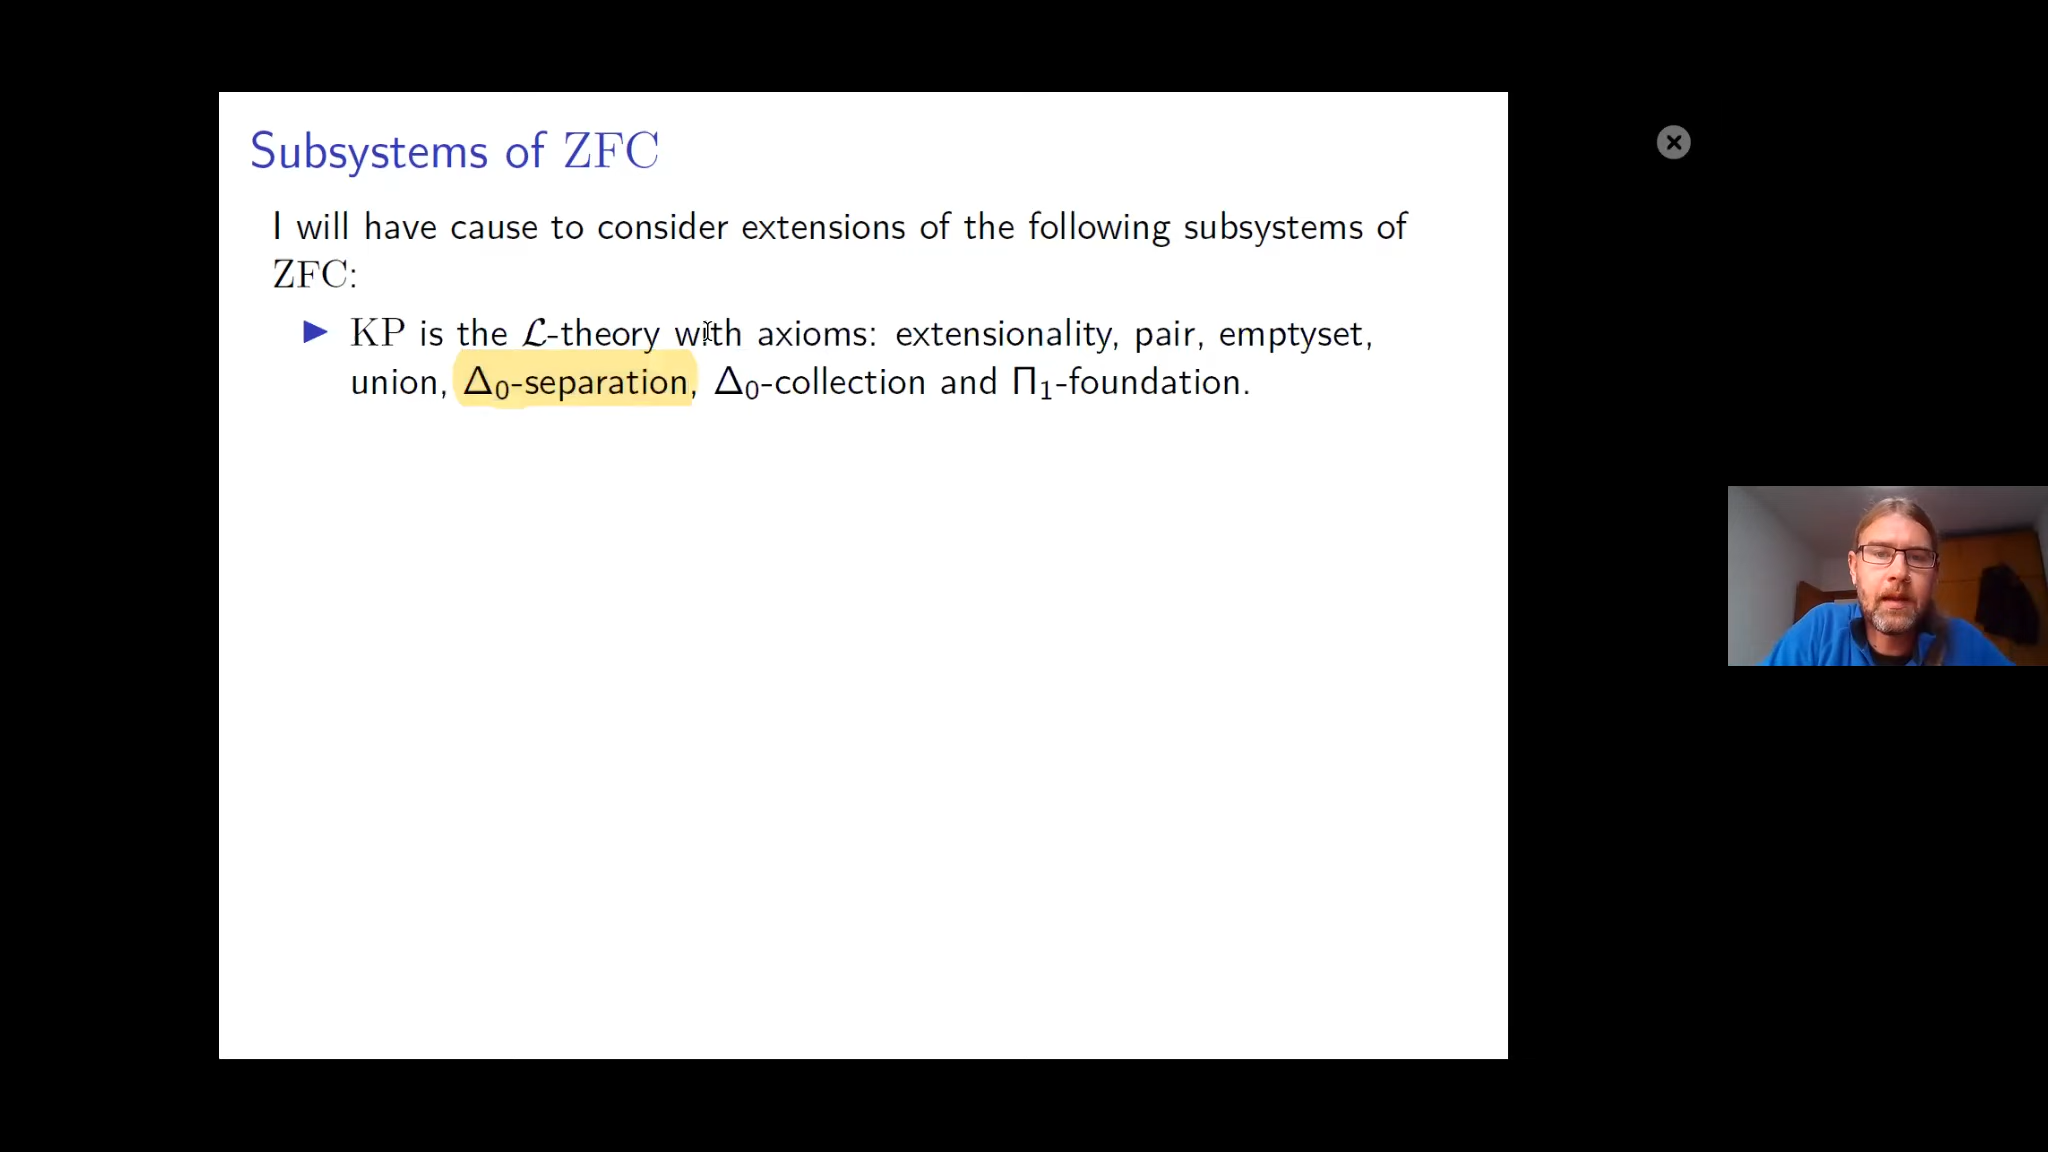 Subsystems of ZFC
I will have cause to consider extensions of the following subsystems of
ZFC:
▶ KP is the ℒ-theory with axioms: extensionality, pair, emptyset,
union, Δ₀-separation, Δ₀-collection and Π₁-foundation.